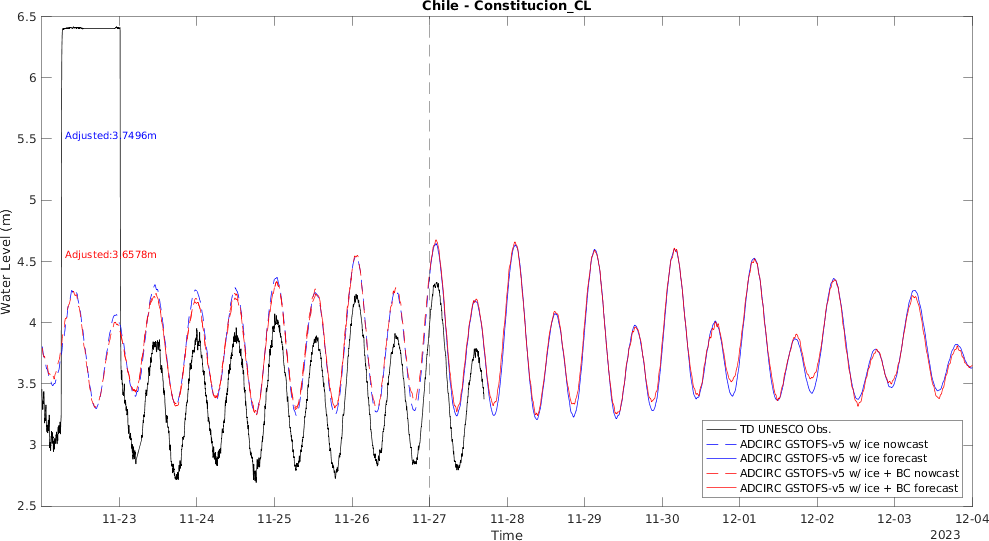 Chile - Constitucion_CL
6.5
6
5.5
5
4.5
4
3.5
3
2.5
Water Level (m)
Adjusted:3.7496m
Adjusted:3.6578m
TD UNESCO Obs.
ADCIRC GSTOFS-v5 w/ ice nowcast
ADCIRC GSTOFS-v5 w/ ice forecast
ADCIRC GSTOFS-v5 w/ ice + BC nowcast
ADCIRC GSTOFS-v5 w/ ice + BC forecast
11-23 11-24 11-25 11-26 11-27 11-28 11-29 11-30 12-01 12-02 12-03 12-04
Time
2023